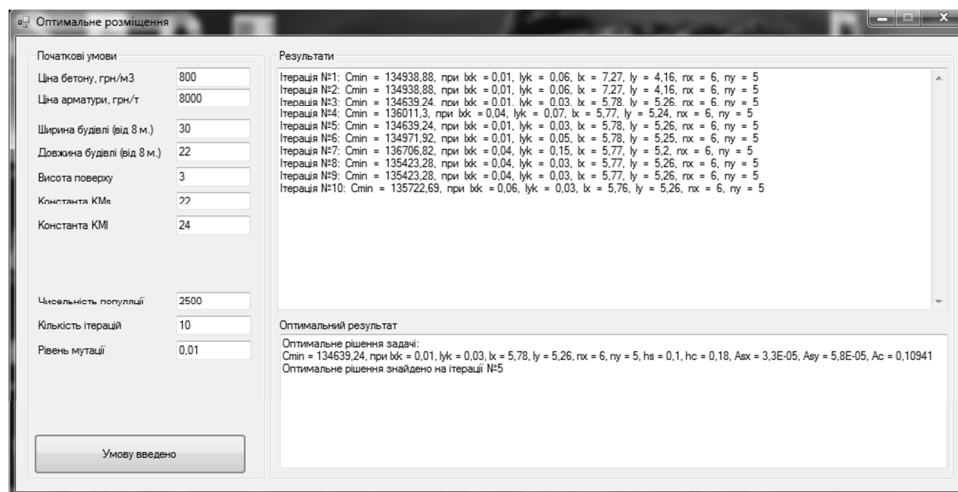 Оптимальне розміщення
Початкові умови
Ціна бетону, грн/м3 800
Ціна арматури, грн/т 8000
Ширина будівлі (від 8 м.) 30
Довжина будівлі (від 8 м.) 22
Висота поверху 3
Константа KMs 22
Константа KMl 24
Чисельність популяції 2500
Кількість ітерацій 10
Рівень мутації 0,01
Умову введено
Результати
Ітерація №1: Cmin = 134938,88, при lxk = 0,01, lyk = 0,06, lx = 7,27, ly = 4,16, nx = 6, ny = 5
Ітерація №2: Cmin = 134938,88, при lxk = 0,01, lyk = 0,06, lx = 7,27, ly = 4,16, nx = 6, ny = 5
Ітерація №3: Cmin = 134639,24, при lxk = 0,01, lyk = 0,03, lx = 5,78, ly = 5,26, nx = 6, ny = 5
Ітерація №4: Cmin = 136011,3, при lxk = 0,04, lyk = 0,07, lx = 5,77, ly = 5,24, nx = 6, ny = 5
Ітерація №5: Cmin = 134639,24, при lxk = 0,01, lyk = 0,03, lx = 5,78, ly = 5,26, nx = 6, ny = 5
Ітерація №6: Cmin = 134971,92, при lxk = 0,01, lyk = 0,05, lx = 5,78, ly = 5,25, nx = 6, ny = 5
Ітерація №7: Cmin = 136706,82, при lxk = 0,04, lyk = 0,15, lx = 5,77, ly = 5,2, nx = 6, ny = 5
Ітерація №8: Cmin = 135423,28, при lxk = 0,04, lyk = 0,03, lx = 5,77, ly = 5,26, nx = 6, ny = 5
Ітерація №9: Cmin = 135423,28, при lxk = 0,04, lyk = 0,03, lx = 5,77, ly = 5,26, nx = 6, ny = 5
Ітерація №10: Cmin = 135722,69, при lxk = 0,06, lyk = 0,03, lx = 5,76, ly = 5,26, nx = 6, ny = 5
Оптимальний результат
Оптимальне рішення задачі:
Cmin = 134639,24, при lxk = 0,01, lyk = 0,03, lx = 5,78, ly = 5,26, nx = 6, ny = 5, hs = 0,1, hc = 0,18, Asx = 3,3E-05, Asy = 5,8E-05, Ac = 0,10941
Оптимальне рішення знайдено на ітерації №5